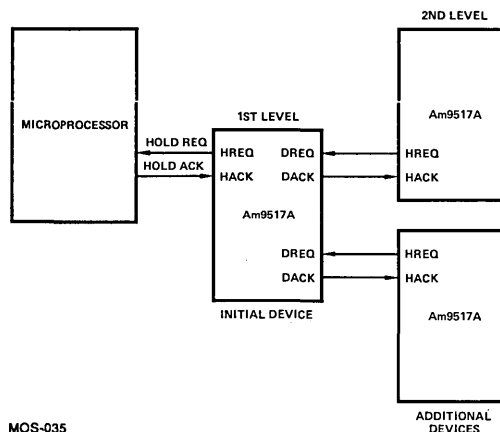 2ND LEVEL
MICROPROCESSOR
Am9517A
1ST LEVEL
HOLD REQ
HREQ
DREQ
HREQ
HOLD ACK
HACK
DACK
HACK
Am9517A
DREQ
HREQ
DACK
HACK
INITIAL DEVICE
Am9517A
MOS-035
ADDITIONAL
DEVICES